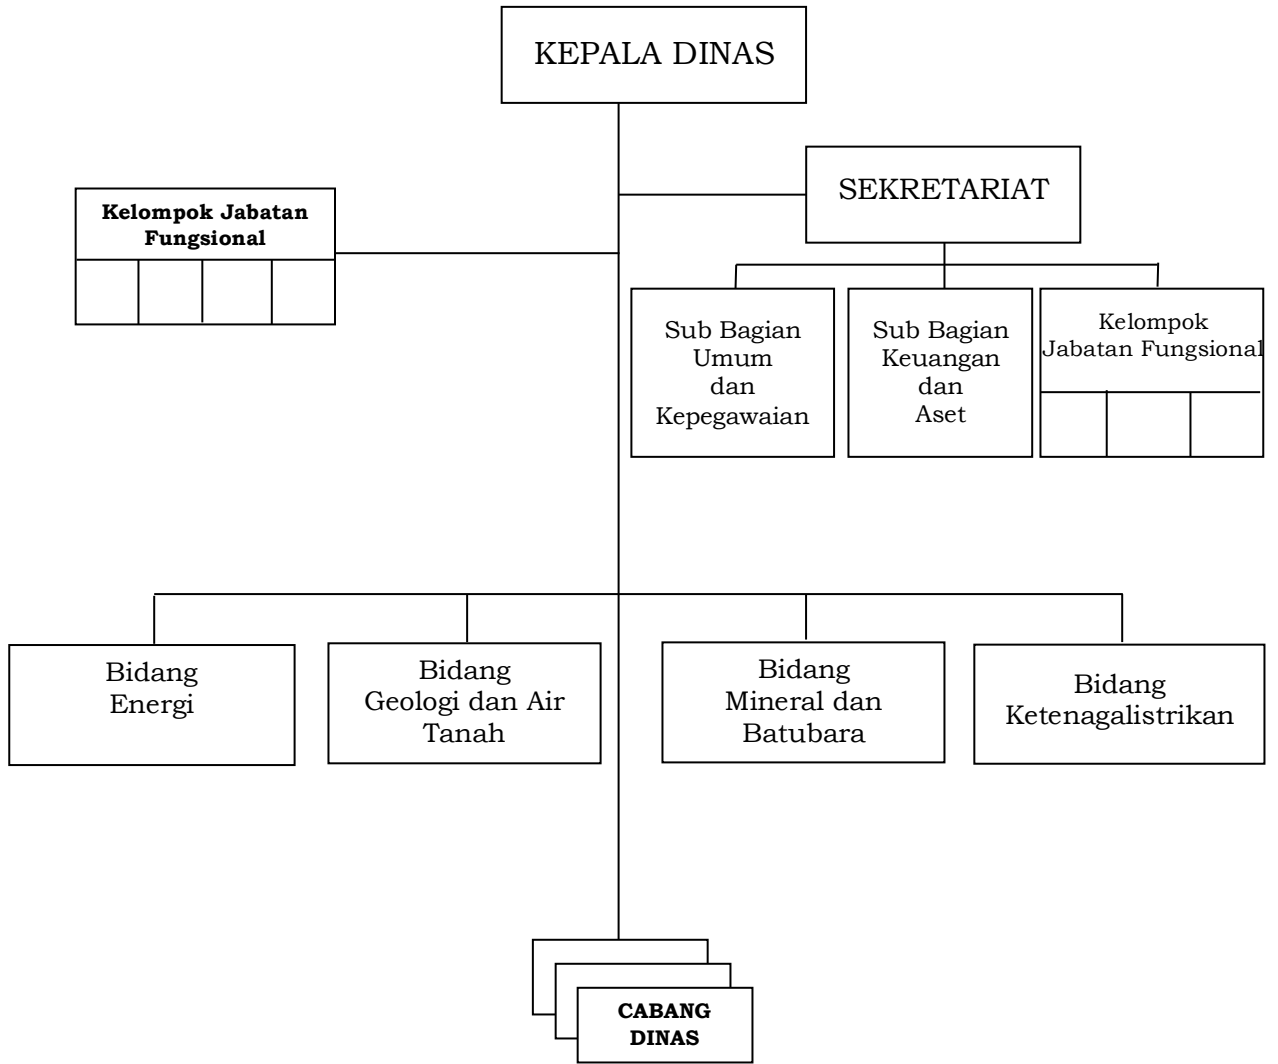 KEPALA DINAS
SEKRETARIAT
Kelompok Jabatan
Fungsional
Sub Bagian
Umum
dan
Kepegawaian
Sub Bagian
Keuangan
dan
Aset
Kelompok
Jabatan Fungsional
Bidang
Energi
Bidang
Geologi dan Air
Tanah
Bidang
Mineral dan
Batubara
Bidang
Ketenagalistrikan
CABANG
DINAS